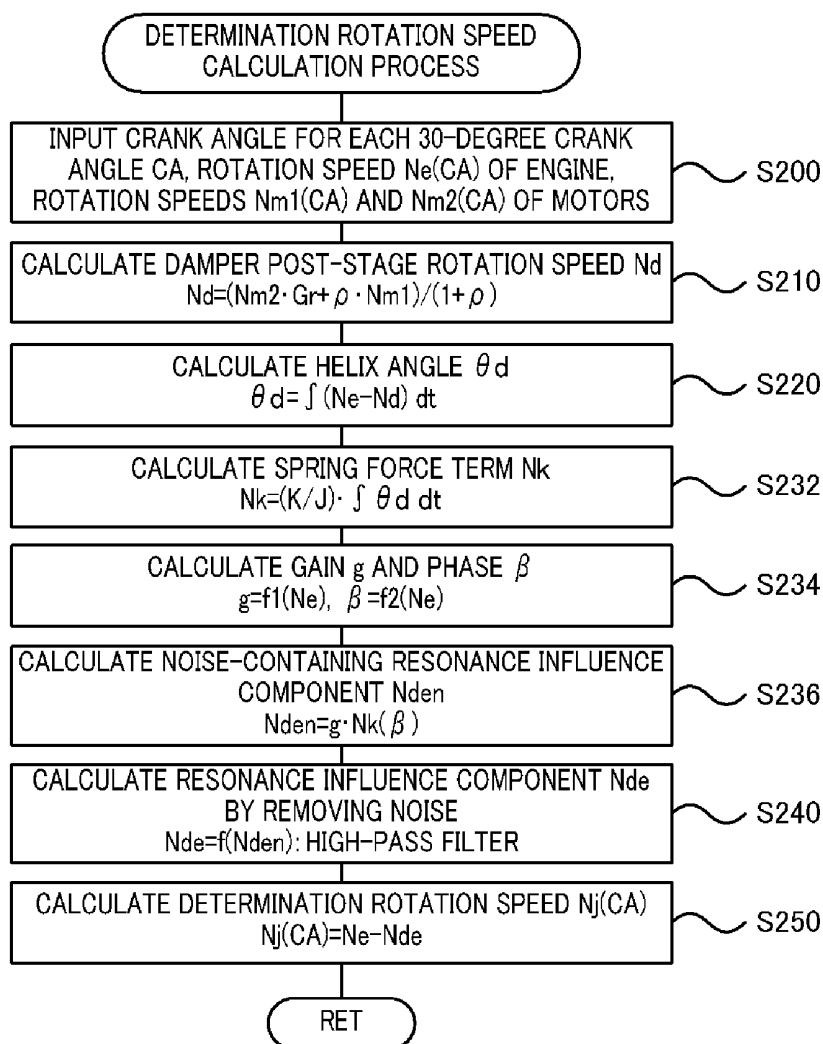 DETERMINATION ROTATION SPEED
CALCULATION PROCESS
INPUT CRANK ANGLE FOR EACH 30-DEGREE CRANK
ANGLE CA, ROTATION SPEED Ne(CA) OF ENGINE,
ROTATION SPEEDS Nm1(CA) AND Nm2(CA) OF MOTORS
S200
CALCULATE DAMPER POST-STAGE ROTATION SPEED Nd
Nd=(Nm2・Gr+ρ・Nm1)/(1+ρ)
S210
CALCULATE HELIX ANGLE θd
θd=∫(Ne-Nd) dt
S220
CALCULATE SPRING FORCE TERM Nk
Nk=(K/J)・∫θd dt
S232
CALCULATE GAIN g AND PHASE β
g=f1(Ne), β=f2(Ne)
S234
CALCULATE NOISE-CONTAINING RESONANCE INFLUENCE
COMPONENT Nden
Nden=g・Nk(β)
S236
CALCULATE RESONANCE INFLUENCE COMPONENT Nde
BY REMOVING NOISE
Nde=f(Nden): HIGH-PASS FILTER
S240
CALCULATE DETERMINATION ROTATION SPEED Nj(CA)
Nj(CA)=Ne-Nde
S250
RET